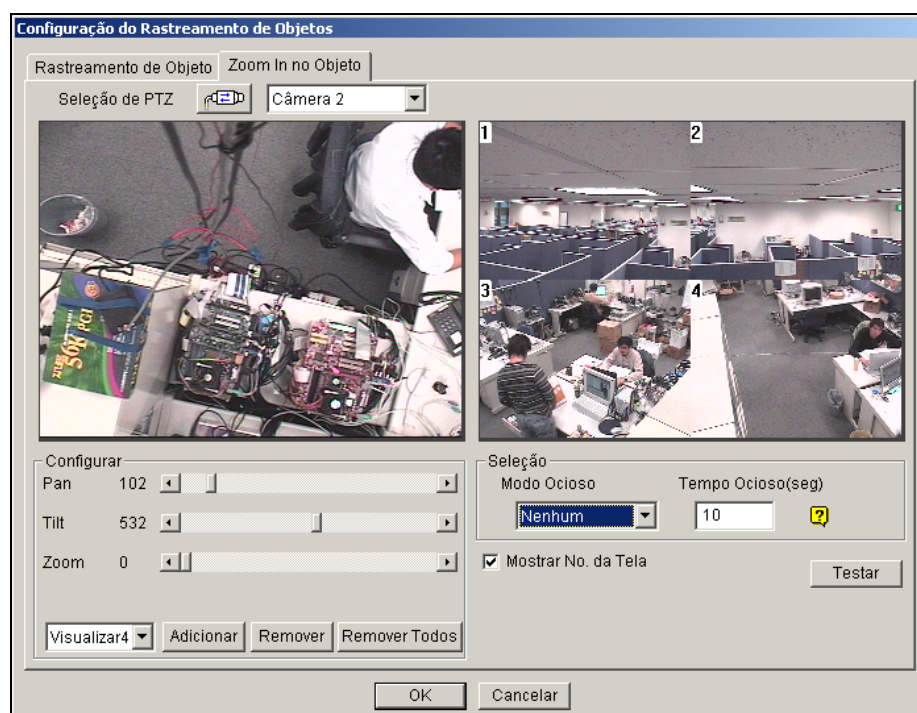 Configuração do Rastreamento de Objetos
Rastreamento de Objeto
Zoom In no Objeto
Seleção de PTZ
Câmera 2
50K PCI
1
2
3
4
Configurar
Pan 102
Tilt 532
Zoom 0
Visualizar4
Adicionar
Remover
Remover Todos
Seleção
Modo Ocioso
Tempo Ocioso(seg)
Nenhum
10
?
Mostrar No. da Tela
Testar
OK
Cancelar